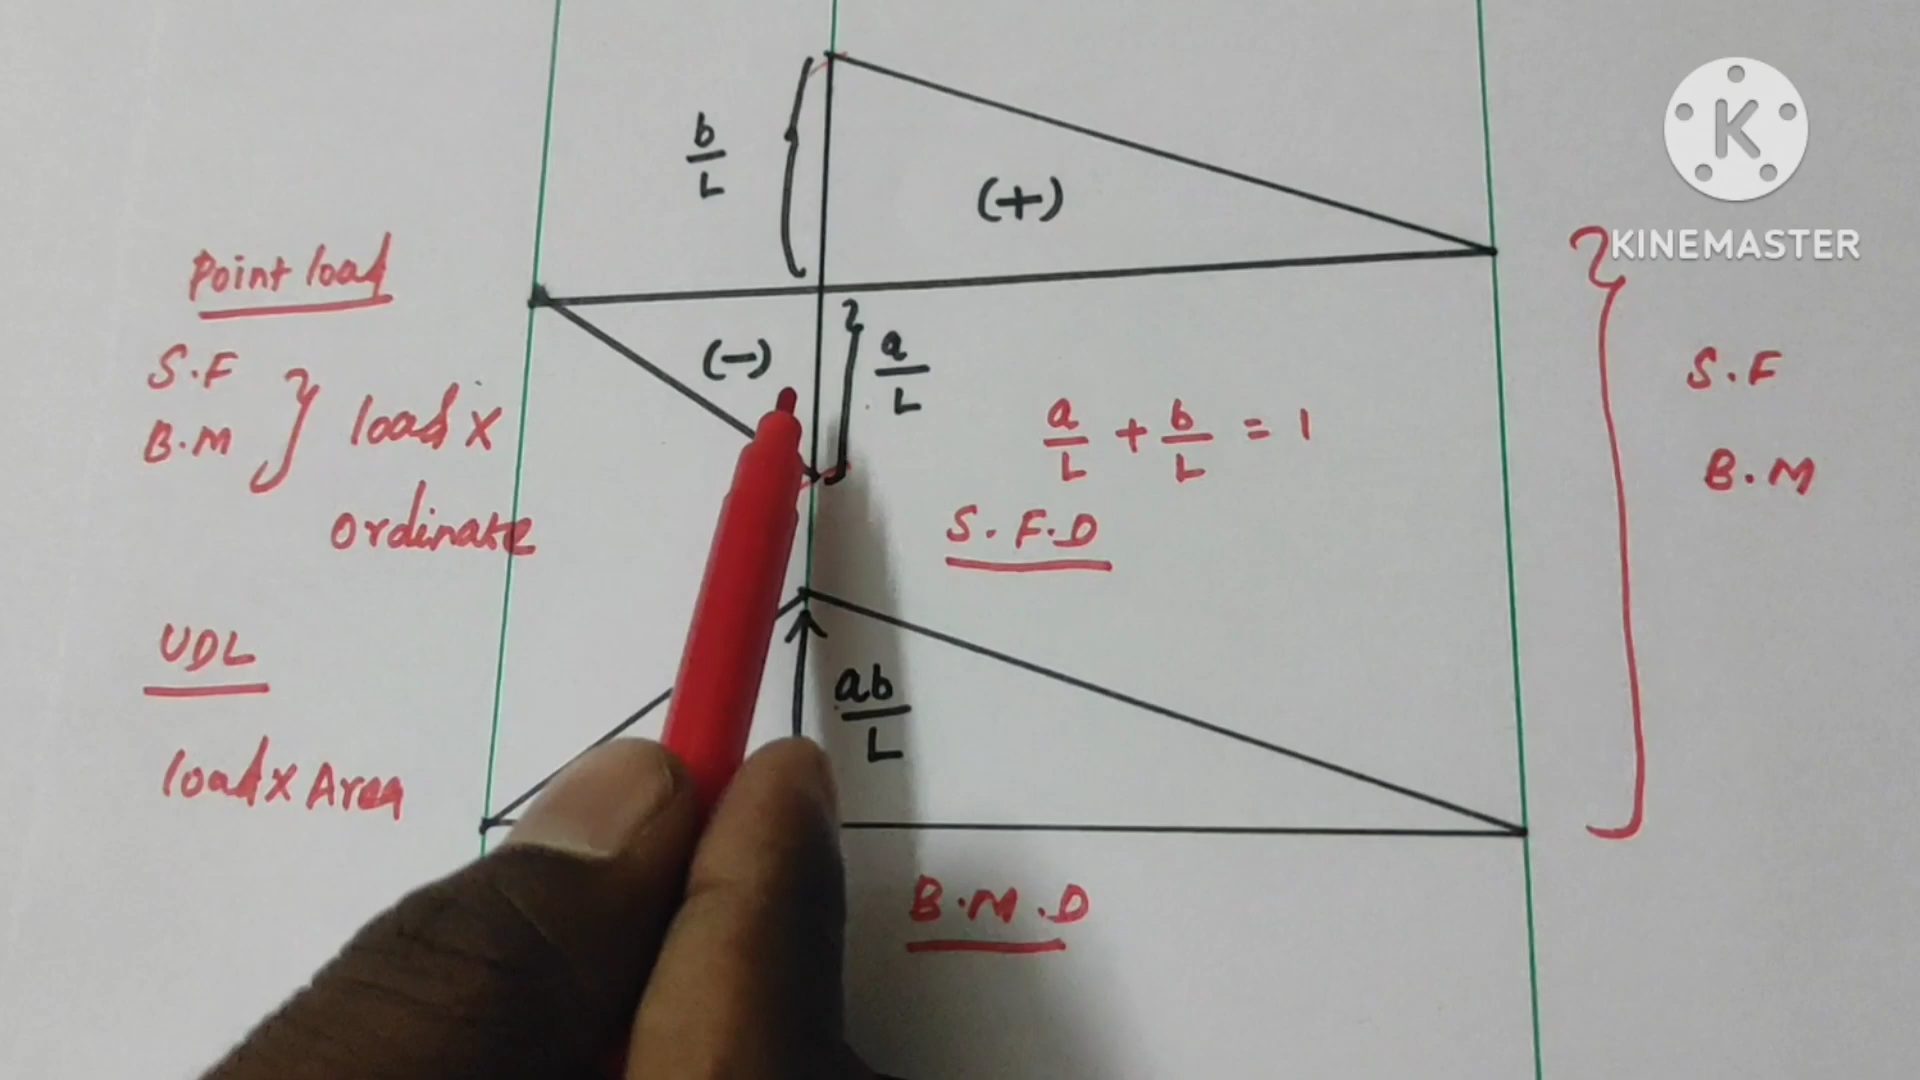 b
L
(+)
KINEMASTER
Point load
S.F
B.M
load x
ordinate
(-)
a
L
a/L + b/L = 1
S.F.D
S.F
B.M
UDL
load x Area
ab
L
B.M.D